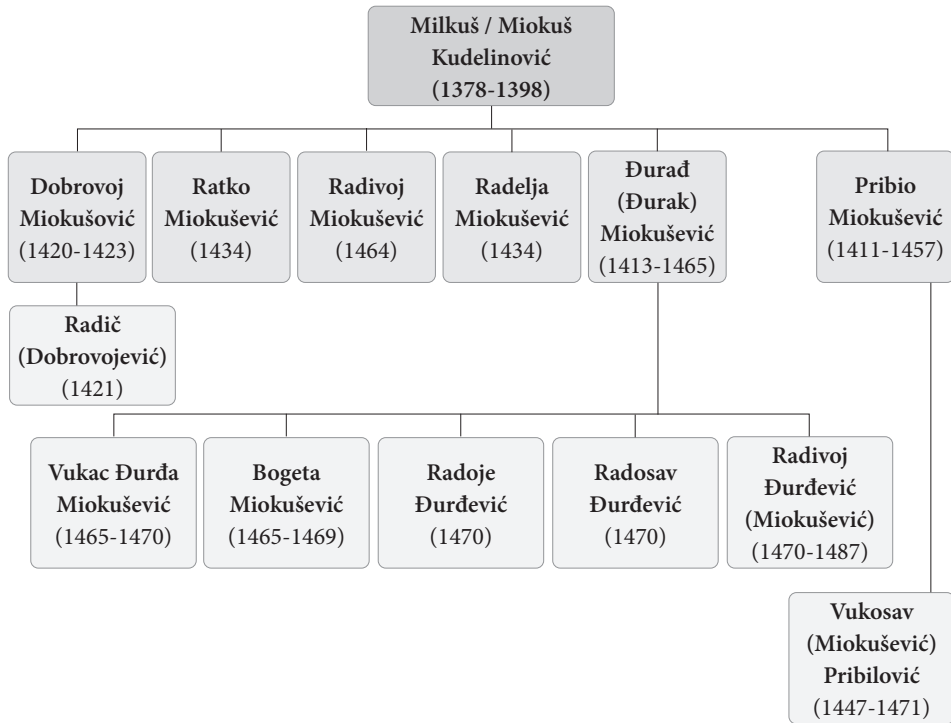 Milkuš / Miokuš
Kudelinović
(1378-1398)
Dobrovoj
Miokušović
(1420-1423)
Ratko
Miokušević
(1434)
Radivoj
Miokušević
(1464)
Radelja
Miokušević
(1434)
Đurađ
(Đurak)
Miokušević
(1413-1465)
Pribio
Miokušević
(1411-1457)
Radič
(Dobrovojević)
(1421)
Vukac Đurđa
Miokušević
(1465-1470)
Bogeta
Miokušević
(1465-1469)
Radoje
Đurđević
(1470)
Radosav
Đurđević
(1470)
Radivoj
Đurđević
(Miokušević)
(1470-1487)
Vukosav
(Miokušević)
Pribilović
(1447-1471)